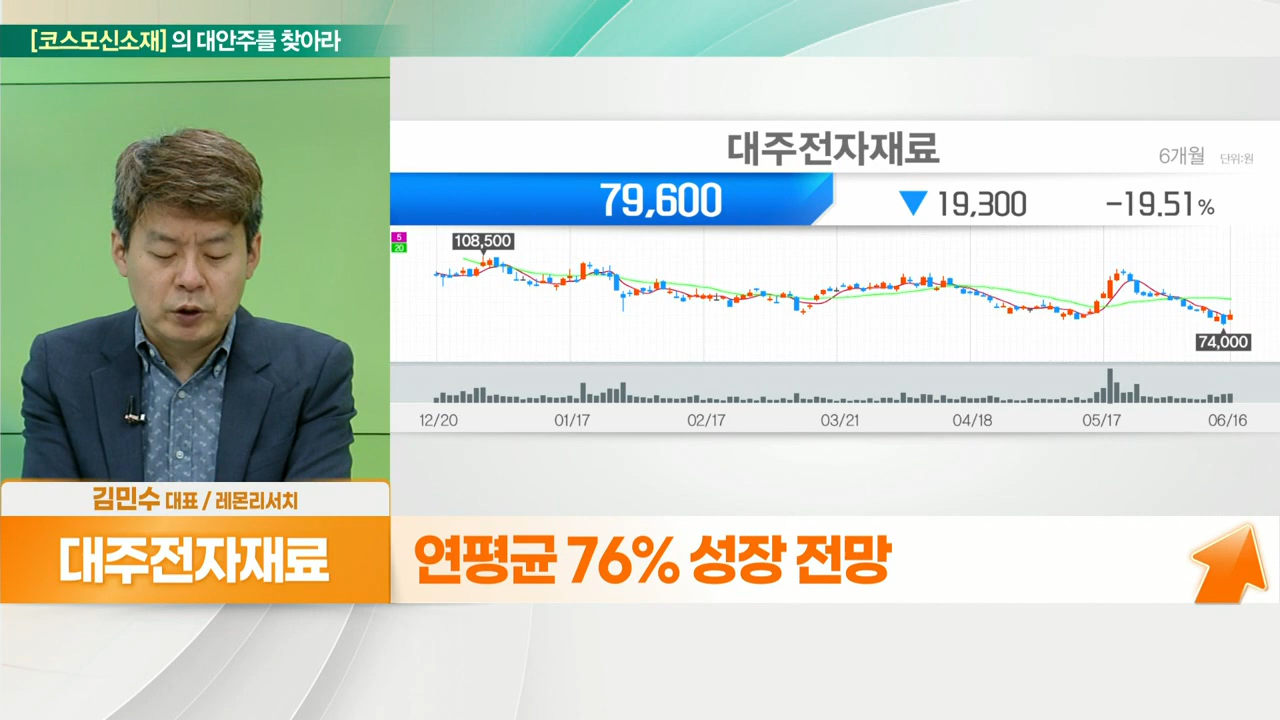 [코스모신소재] 의 대안주를 찾아라
대주전자재료
6개월 단위:원
79,600 ▼ 19,300 -19.51%
5
20
108,500
74,000
12/20 01/17 02/17 03/21 04/18 05/17 06/16
김민수 대표 / 레몬리서치
대주전자재료
연평균 76% 성장 전망